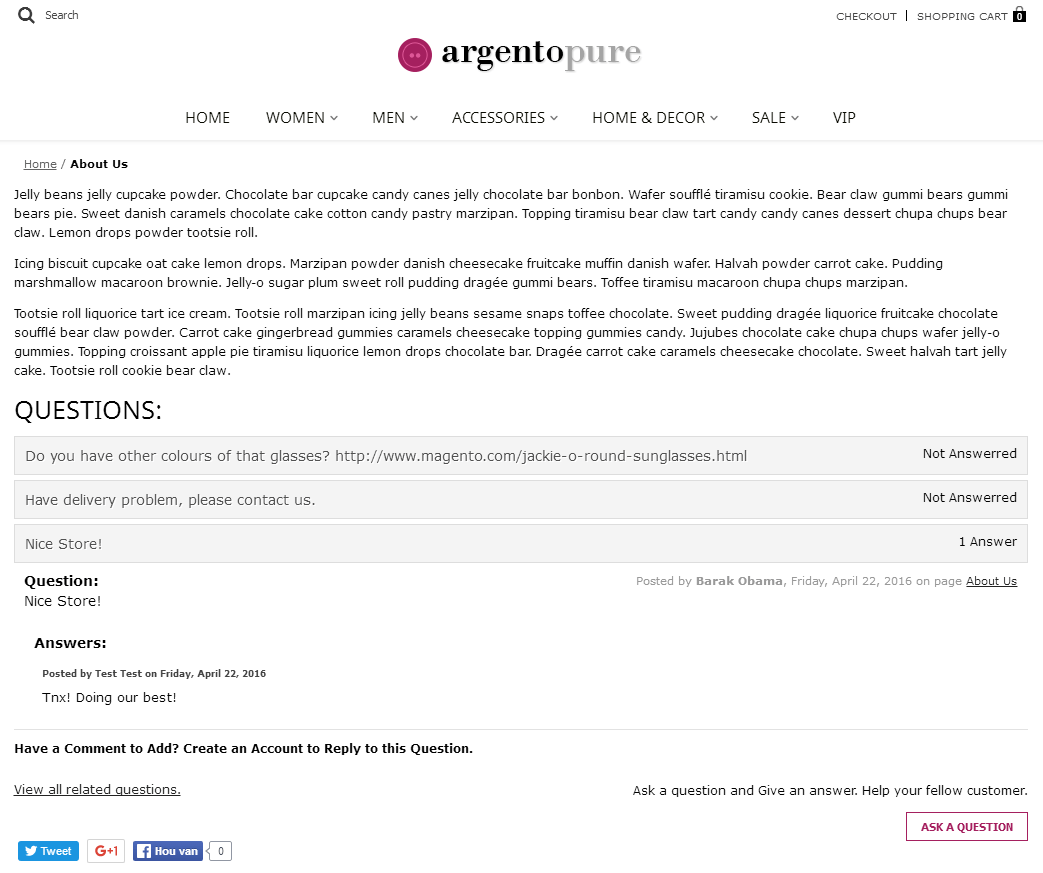 Search
CHECKOUT | SHOPPING CART 0
argentopure
HOME WOMEN MEN ACCESSORIES HOME & DECOR SALE VIP
Home / About Us
Jelly beans jelly cupcake powder. Chocolate bar cupcake candy canes jelly chocolate bar bonbon. Wafer soufflé tiramisu cookie. Bear claw gummi bears gummi
bears pie. Sweet danish caramels chocolate cake cotton candy pastry marzipan. Topping tiramisu bear claw tart candy candy canes dessert chupa chups bear
claw. Lemon drops powder tootsie roll.
Icing biscuit cupcake oat cake lemon drops. Marzipan powder danish cheesecake fruitcake muffin danish wafer. Halvah powder carrot cake. Pudding
marshmallow macaroon brownie. Jelly-o sugar plum sweet roll pudding dragée gummi bears. Toffee tiramisu macaroon chupa chups marzipan.
Tootsie roll liquorice tart ice cream. Tootsie roll marzipan icing jelly beans sesame snaps toffee chocolate. Sweet pudding dragée liquorice fruitcake chocolate
soufflé bear claw powder. Carrot cake gingerbread gummies caramels cheesecake topping gummies candy. Jujubes chocolate cake chupa chups wafer jelly-o
gummies. Topping croissant apple pie tiramisu liquorice lemon drops chocolate bar. Dragée carrot cake caramels cheesecake chocolate. Sweet halvah tart jelly
cake. Tootsie roll cookie bear claw.
QUESTIONS:
Do you have other colours of that glasses? http://www.magento.com/jackie-o-round-sunglasses.html Not Answerred
Have delivery problem, please contact us. Not Answerred
Nice Store! 1 Answer
Question: Posted by Barak Obama, Friday, April 22, 2016 on page About Us
Nice Store!
Answers:
Posted by Test Test on Friday, April 22, 2016
Tnx! Doing our best!
Have a Comment to Add? Create an Account to Reply to this Question.
View all related questions. Ask a question and Give an answer. Help your fellow customer.
ASK A QUESTION
Tweet G+1 Hou van 0